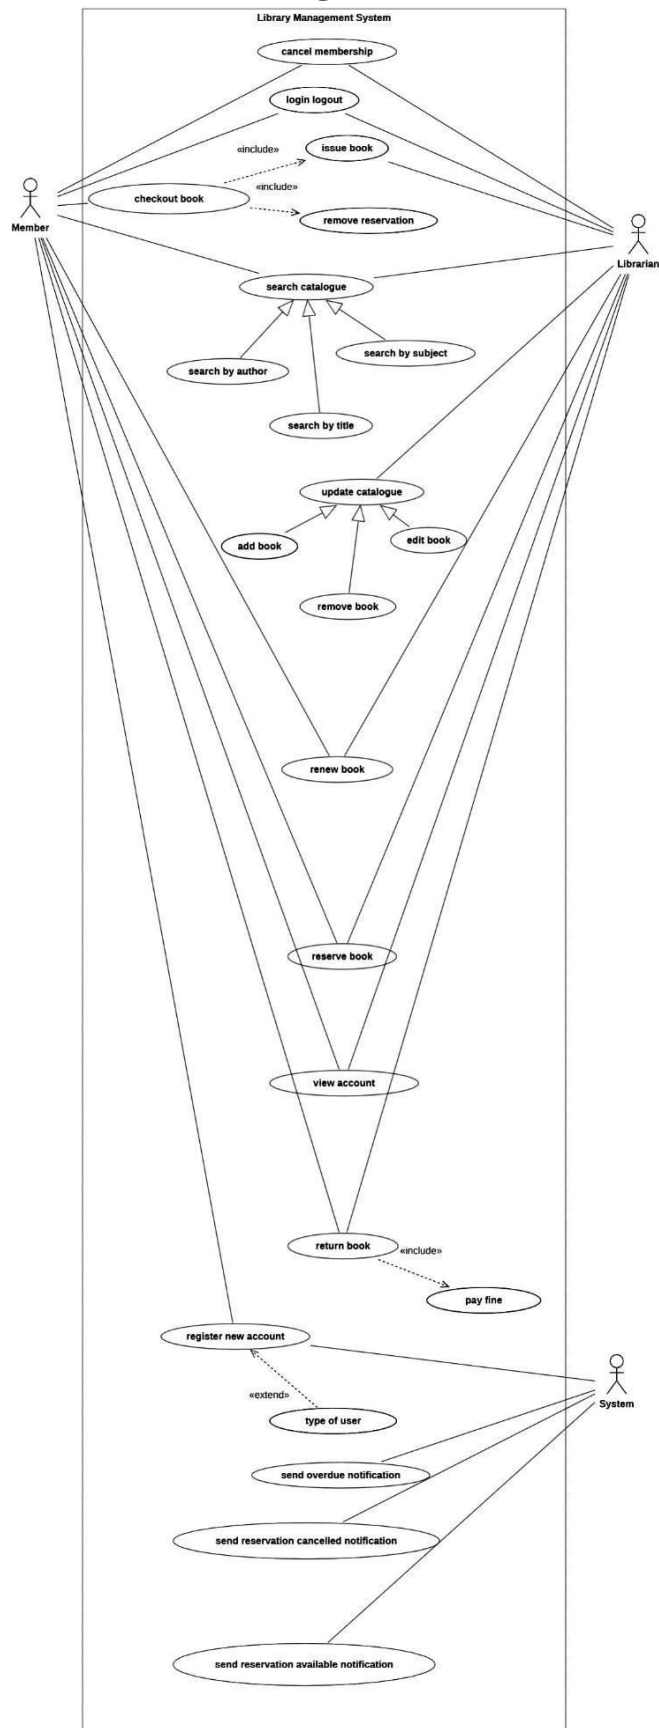 Library Management System
cancel membership
login logout
«include»
issue book
checkout book
«include»
remove reservation
Member
Librarian
search catalogue
search by subject
search by author
search by title
update catalogue
add book
edit book
remove book
renew book
reserve book
view account
return book
«include»
pay fine
register new account
«extend»
type of user
System
send overdue notification
send reservation cancelled notification
send reservation available notification